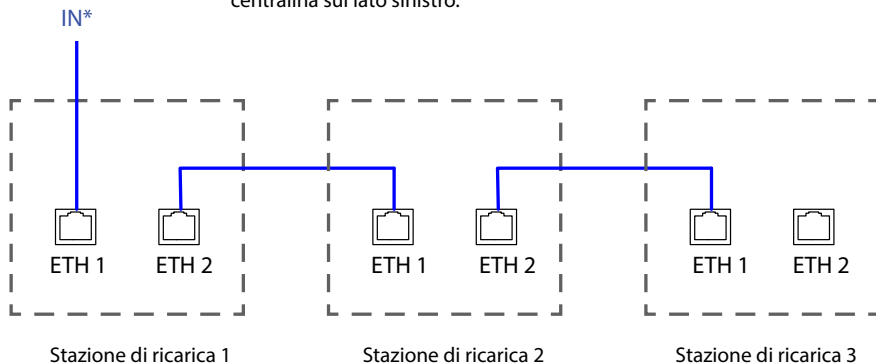 centralina sul lato sinistro.
IN*
ETH 1 ETH 2 ETH 1 ETH 2 ETH 1 ETH 2
Stazione di ricarica 1 Stazione di ricarica 2 Stazione di ricarica 3